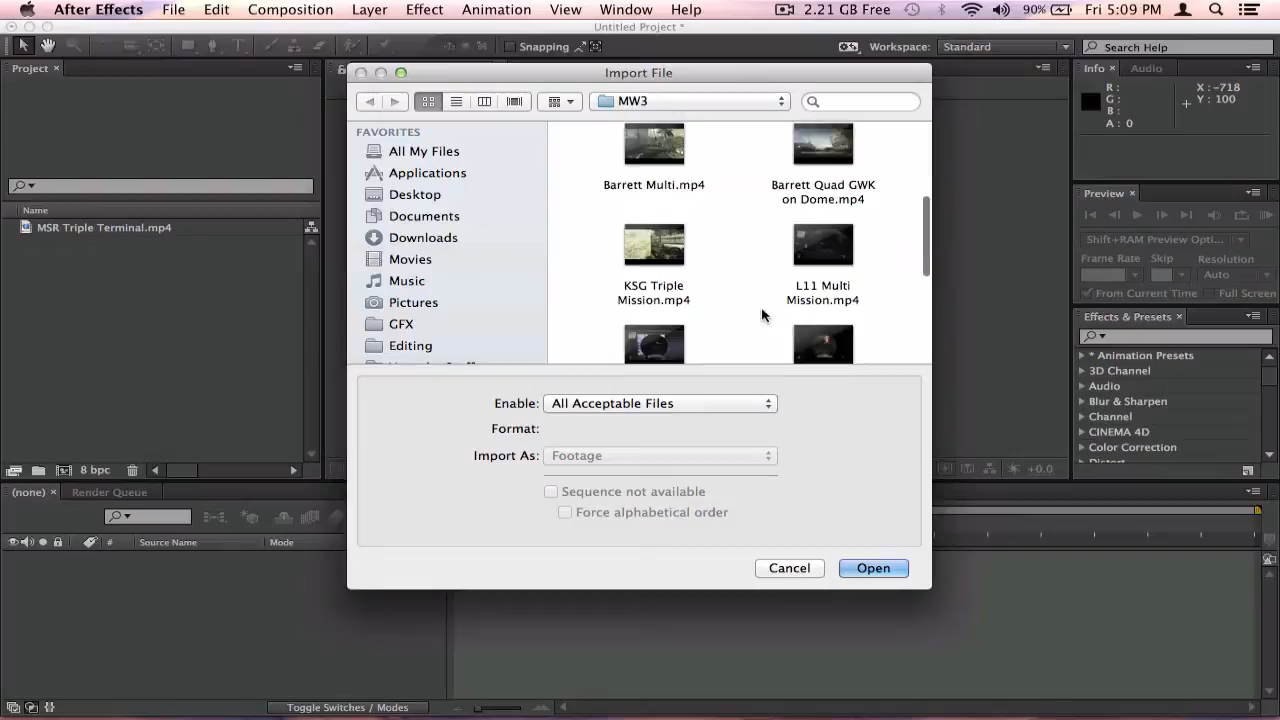 After Effects File Edit Composition Layer Effect Animation View Window Help 2.21 GB Free 90% Fri 5:09 PM
Untitled Project *
Snapping Workspace: Standard Search Help
Project
Name
MSR Triple Terminal.mp4
8 bpc
Import File
MW3
FAVORITES
All My Files
Applications
Desktop
Documents
Downloads
Movies
Music
Pictures
GFX
Editing
Barrett Multi.mp4
Barrett Quad GWK
on Dome.mp4
KSG Triple
Mission.mp4
L11 Multi
Mission.mp4
Enable: All Acceptable Files
Format:
Import As: Footage
Sequence not available
Force alphabetical order
Cancel Open
Info Audio
R: X: -718
G: Y: 100
B:
A: 0
Preview
Shift+RAM Preview Opti...
Frame Rate Skip Resolution
Auto
From Current Time Full Screen
Effects & Presets
* Animation Presets
3D Channel
Audio
Blur & Sharpen
Channel
CINEMA 4D
Color Correction
Distort
+0.0
(none) Render Queue
# Source Name Mode
Toggle Switches / Modes